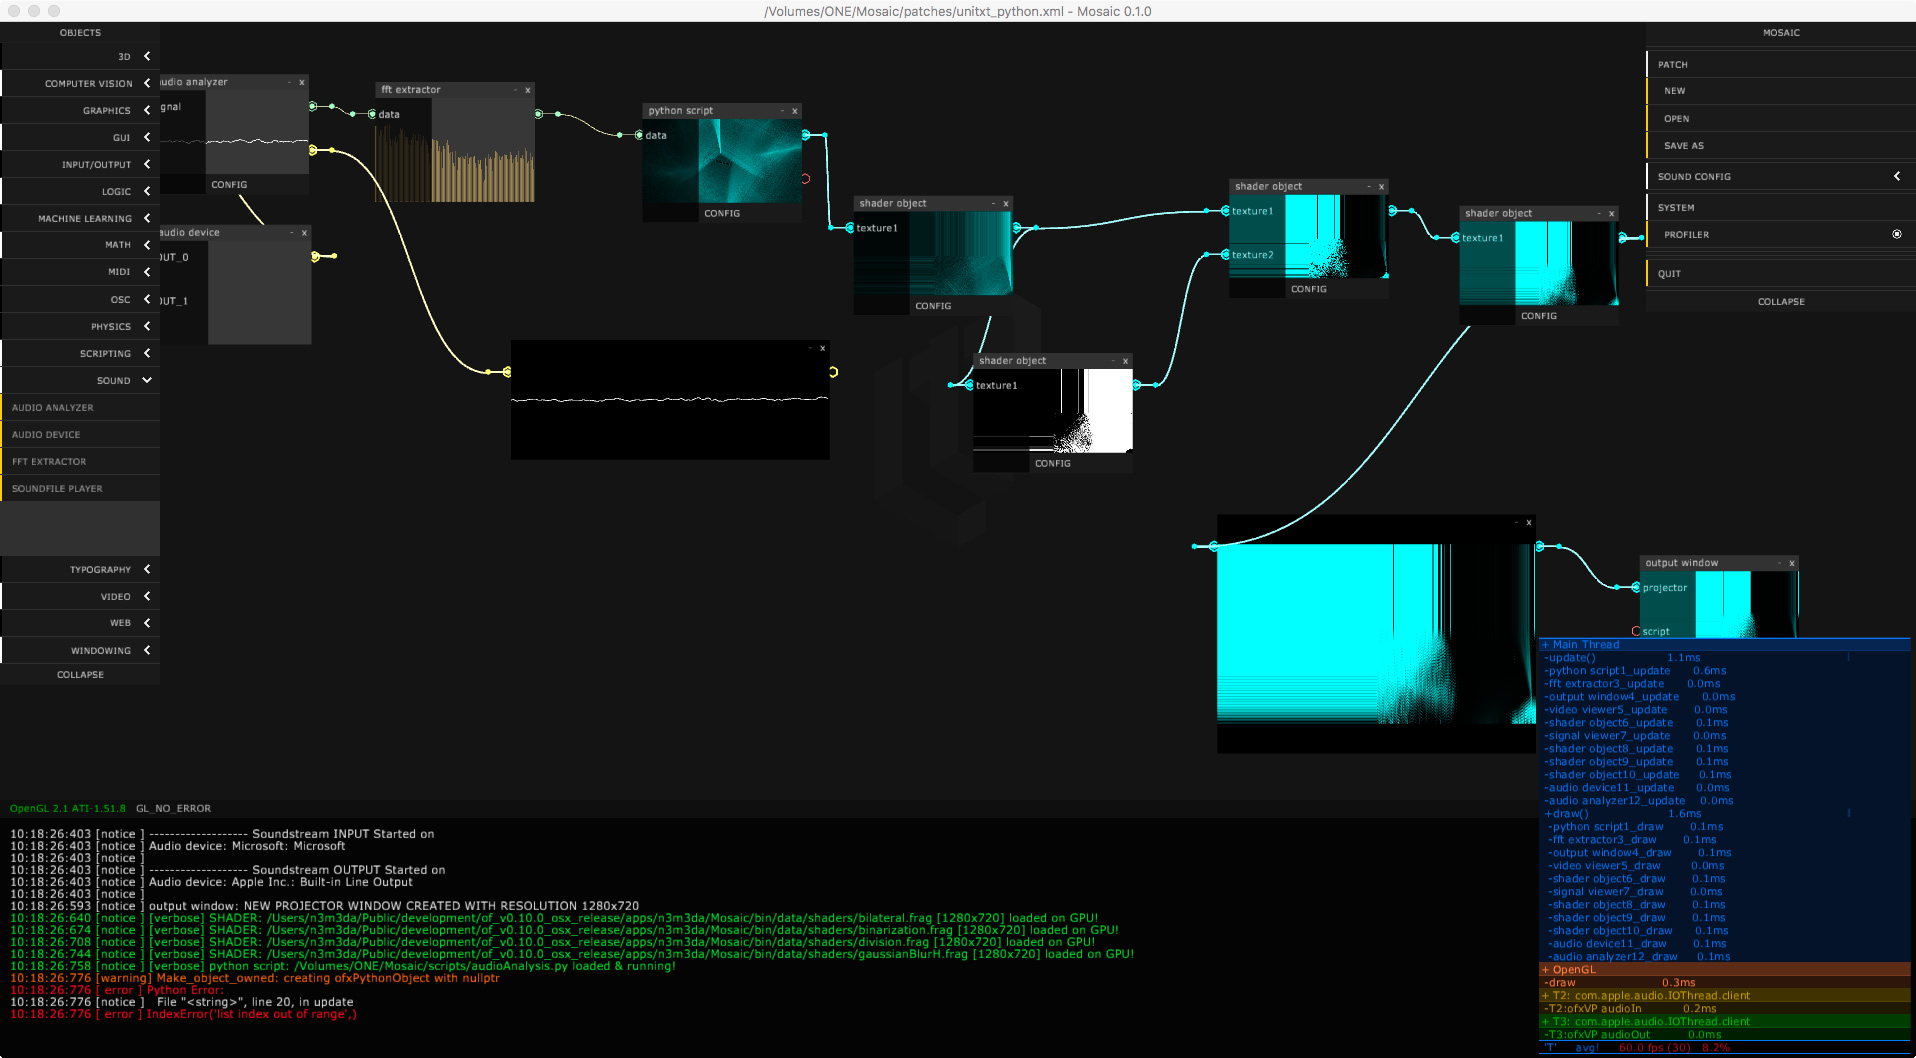 /Volumes/ONE/Mosaic/patches/unitxt_python.xml - Mosaic 0.1.0
OBJECTS
3D
COMPUTER VISION
GRAPHICS
GUI
INPUT/OUTPUT
LOGIC
MACHINE LEARNING
MATH
MIDI
OSC
PHYSICS
SCRIPTING
SOUND
AUDIO ANALYZER
AUDIO DEVICE
FFT EXTRACTOR
SOUNDFILE PLAYER
TYPOGRAPHY
VIDEO
WEB
WINDOWING
COLLAPSE
udio analyzer - x
gnal
CONFIG
udio device - x
OUT_0
OUT_1
fft extractor - x
data
python script - x
data
CONFIG
shader object - x
texture1
CONFIG
- x
shader object - x
texture1
CONFIG
shader object - x
texture1
texture2
CONFIG
shader object - x
texture1
CONFIG
- x
output window - x
projector
script
MOSAIC
PATCH
NEW
OPEN
SAVE AS
SOUND CONFIG
SYSTEM
PROFILER
QUIT
COLLAPSE
+ Main Thread
-update() 1.1ms
-python script1_update 0.6ms
-fft extractor3_update 0.0ms
-output window4_update 0.0ms
-video viewer5_update 0.0ms
-shader object6_update 0.1ms
-signal viewer7_update 0.0ms
-shader object8_update 0.1ms
-shader object9_update 0.1ms
-shader object10_update 0.1ms
-audio device11_update 0.0ms
-audio analyzer12_update 0.0ms
+draw() 1.6ms
-python script1_draw 0.1ms
-fft extractor3_draw 0.1ms
-output window4_draw 0.1ms
-video viewer5_draw 0.0ms
-shader object6_draw 0.1ms
-signal viewer7_draw 0.0ms
-shader object8_draw 0.1ms
-shader object9_draw 0.1ms
-shader object10_draw 0.1ms
-audio device11_draw 0.1ms
-audio analyzer12_draw 0.1ms
+ OpenGL
-draw 0.3ms
+ T2: com.apple.audio.IOThread.client
-T2:ofxVP audioIn 0.2ms
+ T3: com.apple.audio.IOThread.client
-T3:ofxVP audioOut 0.0ms
'T' avg! 60.0 fps (30) 8.2%
OpenGL 2.1 ATI-1.51.8 GL_NO_ERROR
10:18:26:403 [notice ] ------------------- Soundstream INPUT Started on
10:18:26:403 [notice ] Audio device: Microsoft: Microsoft
10:18:26:403 [notice ]
10:18:26:403 [notice ] ------------------- Soundstream OUTPUT Started on
10:18:26:403 [notice ] Audio device: Apple Inc.: Built-in Line Output
10:18:26:403 [notice ]
10:18:26:593 [notice ] output window: NEW PROJECTOR WINDOW CREATED WITH RESOLUTION 1280x720
10:18:26:640 [notice ] [verbose] SHADER: /Users/n3m3da/Public/development/of_v0.10.0_osx_release/apps/n3m3da/Mosaic/bin/data/shaders/bilateral.frag [1280x720] loaded on GPU!
10:18:26:674 [notice ] [verbose] SHADER: /Users/n3m3da/Public/development/of_v0.10.0_osx_release/apps/n3m3da/Mosaic/bin/data/shaders/binarization.frag [1280x720] loaded on GPU!
10:18:26:708 [notice ] [verbose] SHADER: /Users/n3m3da/Public/development/of_v0.10.0_osx_release/apps/n3m3da/Mosaic/bin/data/shaders/division.frag [1280x720] loaded on GPU!
10:18:26:744 [notice ] [verbose] SHADER: /Users/n3m3da/Public/development/of_v0.10.0_osx_release/apps/n3m3da/Mosaic/bin/data/shaders/gaussianBlurH.frag [1280x720] loaded on GPU!
10:18:26:758 [notice ] [verbose] python script: /Volumes/ONE/Mosaic/scripts/audioAnalysis.py loaded & running!
10:18:26:776 [warning] Make_object_owned: creating ofxPythonObject with nullptr
10:18:26:776 [ error ] Python Error:
10:18:26:776 [notice ] File "<string>", line 20, in update
10:18:26:776 [ error ] IndexError('list index out of range',)